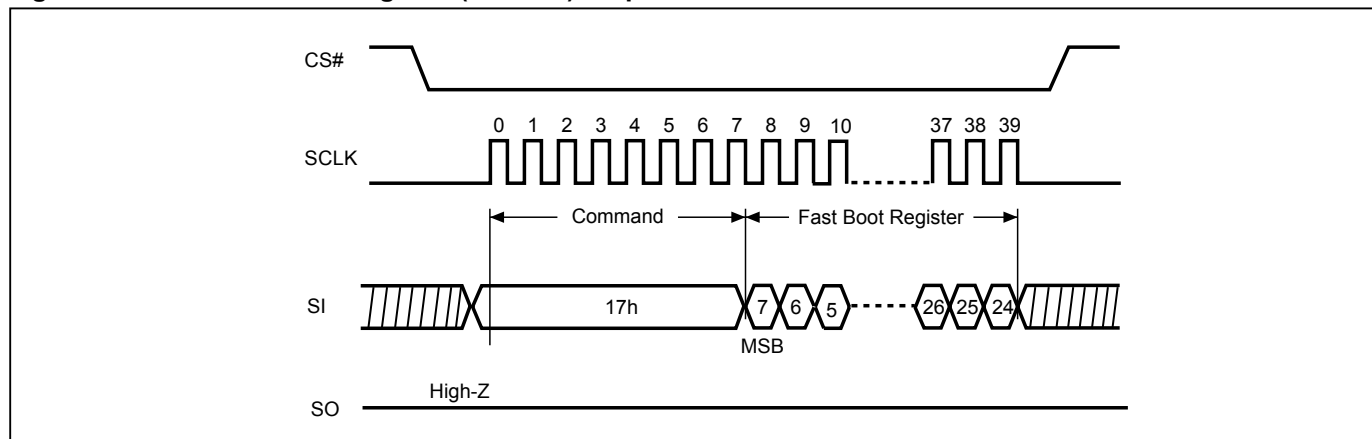 CS#
0 1 2 3 4 5 6 7 8 9 10 37 38 39
SCLK
Command Fast Boot Register
SI 17h 7 6 5 26 25 24
MSB
High-Z
SO